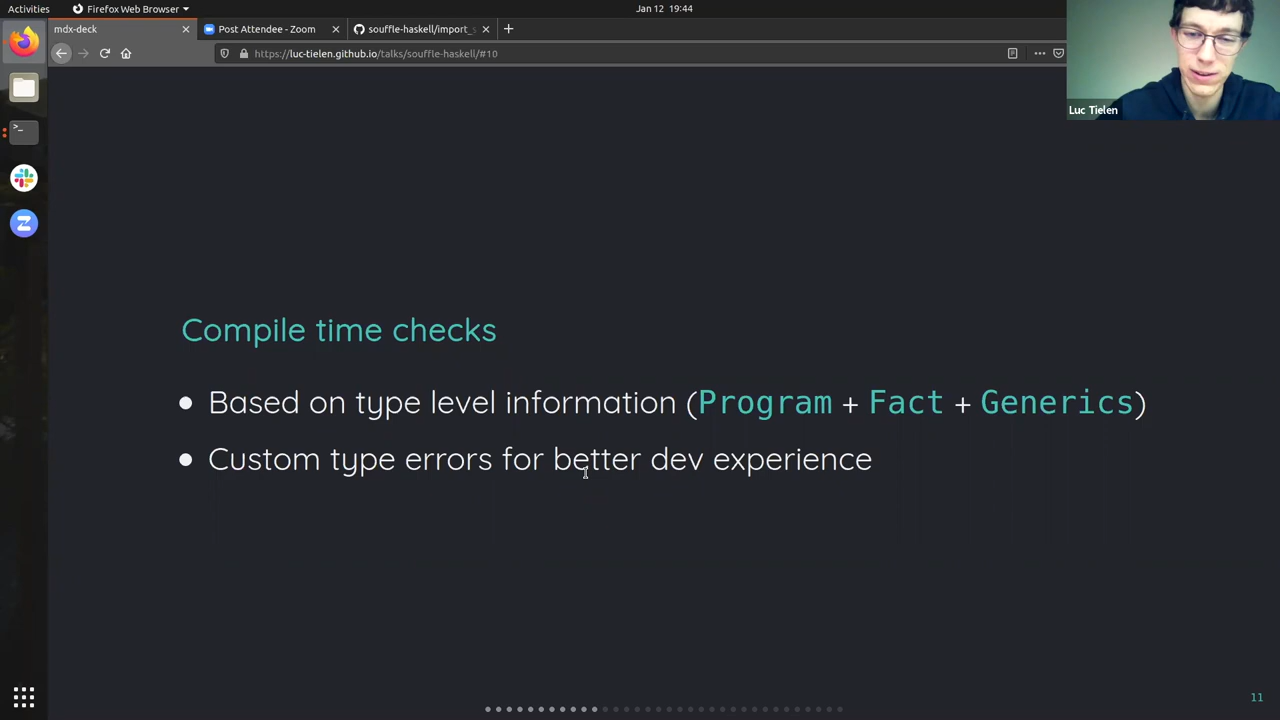 Activities
Firefox Web Browser
Jan 12 19:44
mdx-deck
Post Attendee - Zoom
souffle-haskell/import_s
https://luc-tielen.github.io/talks/souffle-haskell/#10
Luc Tielen
Compile time checks
Based on type level information (Program + Fact + Generics)
Custom type errors for better dev experience
11